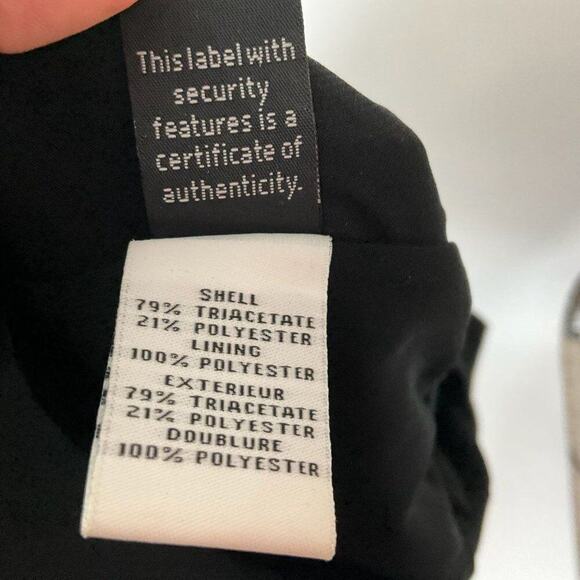 This label with
security
features is a
certificate of
authenticity.
SHELL
79% TRIACETATE
21% POLYESTER
LINING
100% POLYESTER
EXTERIEUR
79% TRIACETATE
21% POLYESTER
DOUBLURE
100% POLYESTER